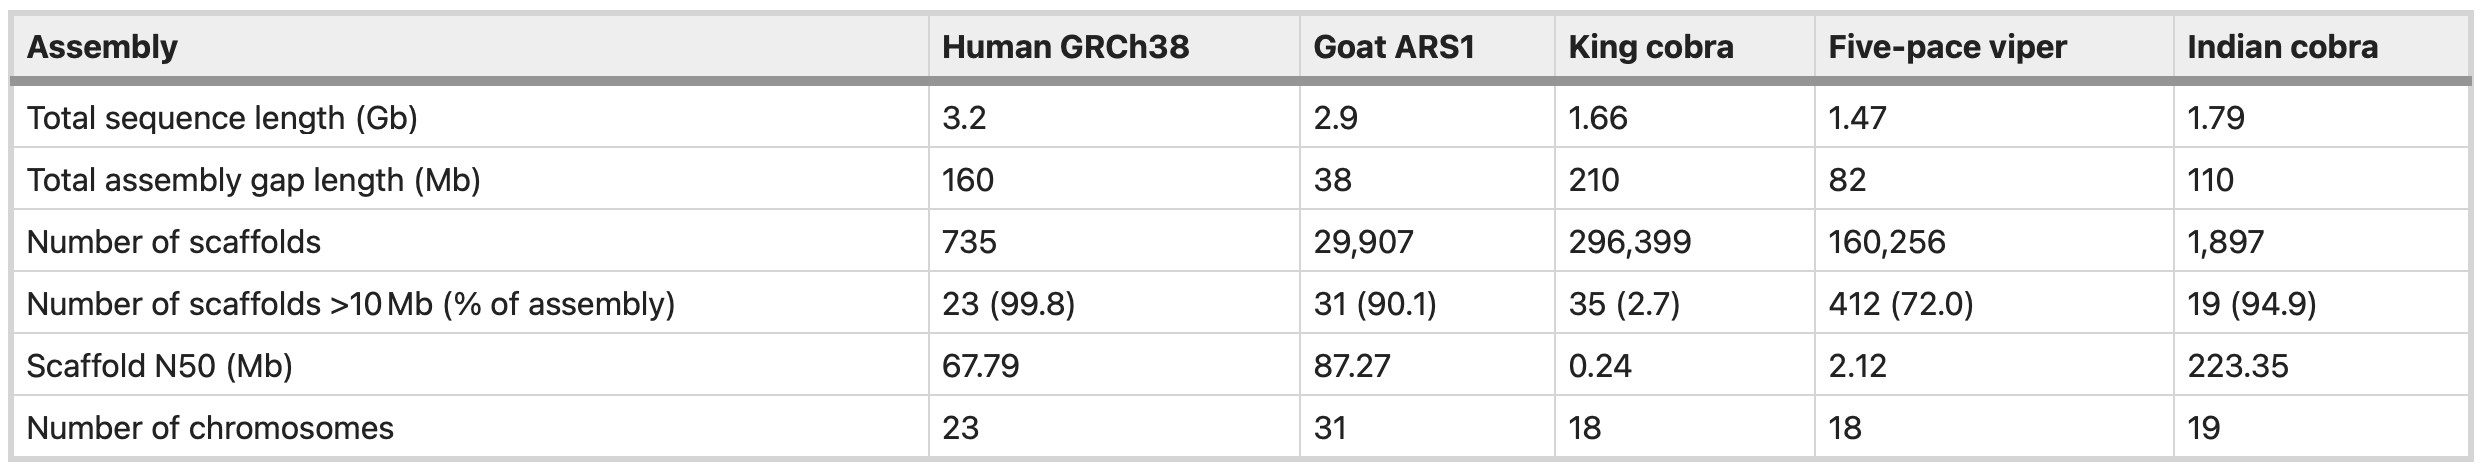 Assembly Human GRCh38 Goat ARS1 King cobra Five-pace viper Indian cobra
Total sequence length (Gb) 3.2 2.9 1.66 1.47 1.79
Total assembly gap length (Mb) 160 38 210 82 110
Number of scaffolds 735 29,907 296,399 160,256 1,897
Number of scaffolds >10 Mb (% of assembly) 23 (99.8) 31 (90.1) 35 (2.7) 412 (72.0) 19 (94.9)
Scaffold N50 (Mb) 67.79 87.27 0.24 2.12 223.35
Number of chromosomes 23 31 18 18 19